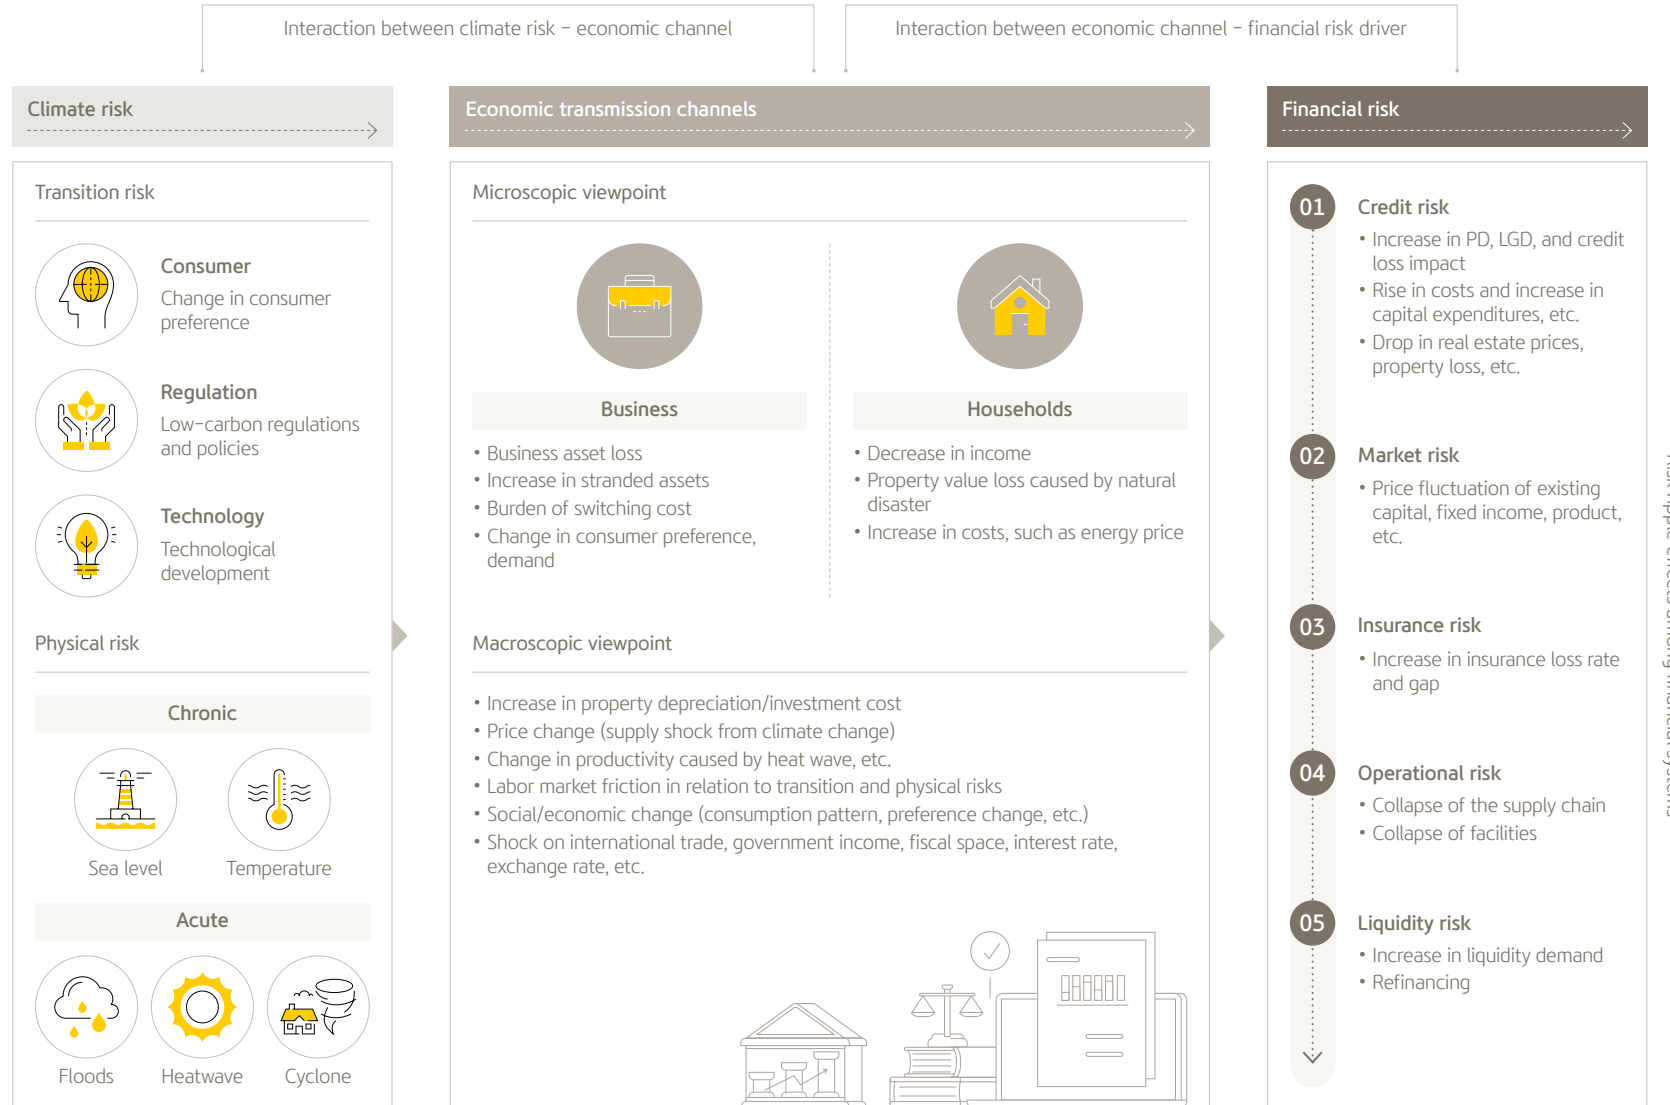 Interaction between climate risk – economic channel
Interaction between economic channel – financial risk driver
Climate risk
Transition risk
Consumer
Change in consumer
preference
Regulation
Low-carbon regulations
and policies
Technology
Technological
development
Physical risk
Chronic
Sea level
Temperature
Acute
Floods
Heatwave
Cyclone
Economic transmission channels
Microscopic viewpoint
Business
• Business asset loss
• Increase in stranded assets
• Burden of switching cost
• Change in consumer preference,
demand
Households
• Decrease in income
• Property value loss caused by natural
disaster
• Increase in costs, such as energy price
Macroscopic viewpoint
• Increase in property depreciation/investment cost
• Price change (supply shock from climate change)
• Change in productivity caused by heat wave, etc.
• Labor market friction in relation to transition and physical risks
• Social/economic change (consumption pattern, preference change, etc.)
• Shock on international trade, government income, fiscal space, interest rate,
exchange rate, etc.
Financial risk
01
Credit risk
• Increase in PD, LGD, and credit
loss impact
• Rise in costs and increase in
capital expenditures, etc.
• Drop in real estate prices,
property loss, etc.
02
Market risk
• Price fluctuation of existing
capital, fixed income, product,
etc.
03
Insurance risk
• Increase in insurance loss rate
and gap
04
Operational risk
• Collapse of the supply chain
• Collapse of facilities
05
Liquidity risk
• Increase in liquidity demand
• Refinancing